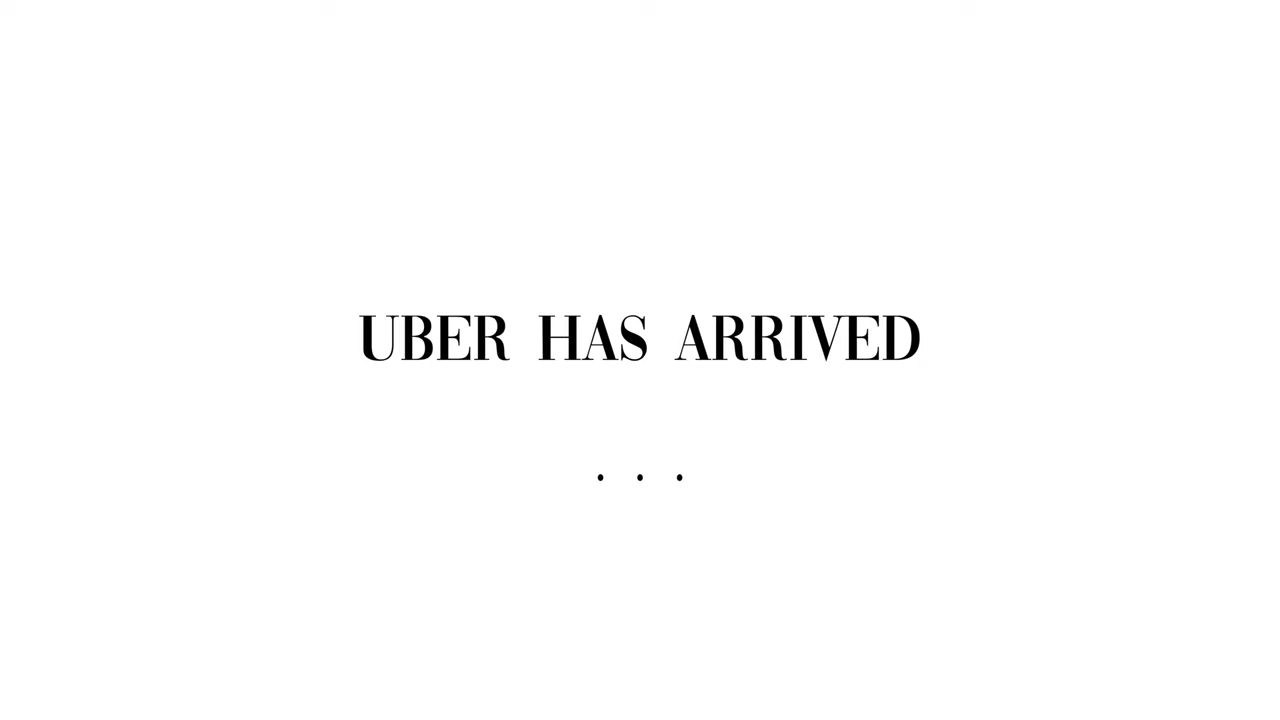 UBER HAS ARRIVED
. . .